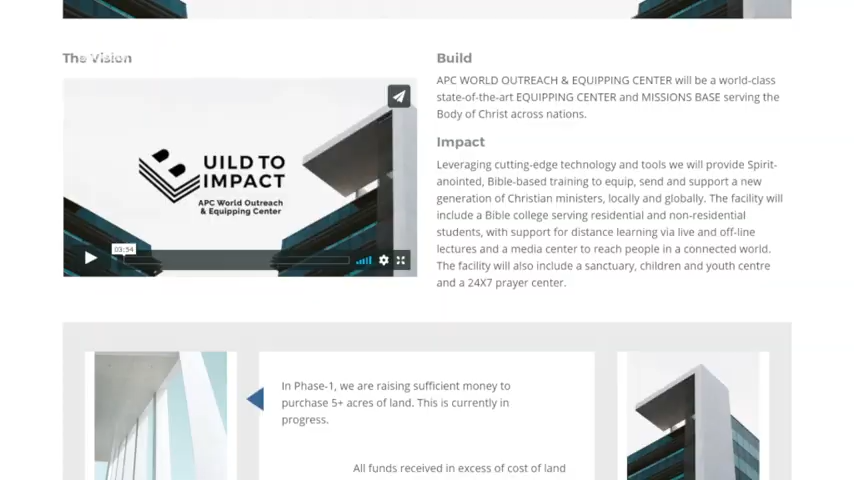 The Vision
UILD TO
IMPACT
APC World Outreach
& Equipping Center
03:54
Build
APC WORLD OUTREACH & EQUIPPING CENTER will be a world-class
state-of-the-art EQUIPPING CENTER and MISSIONS BASE serving the
Body of Christ across nations.
Impact
Leveraging cutting-edge technology and tools we will provide Spirit-
anointed, Bible-based training to equip, send and support a new
generation of Christian ministers, locally and globally. The facility will
include a Bible college serving residential and non-residential
students, with support for distance learning via live and off-line
lectures and a media center to reach people in a connected world.
The facility will also include a sanctuary, children and youth centre
and a 24X7 prayer center.
In Phase-1, we are raising sufficient money to
purchase 5+ acres of land. This is currently in
progress.
All funds received in excess of cost of land